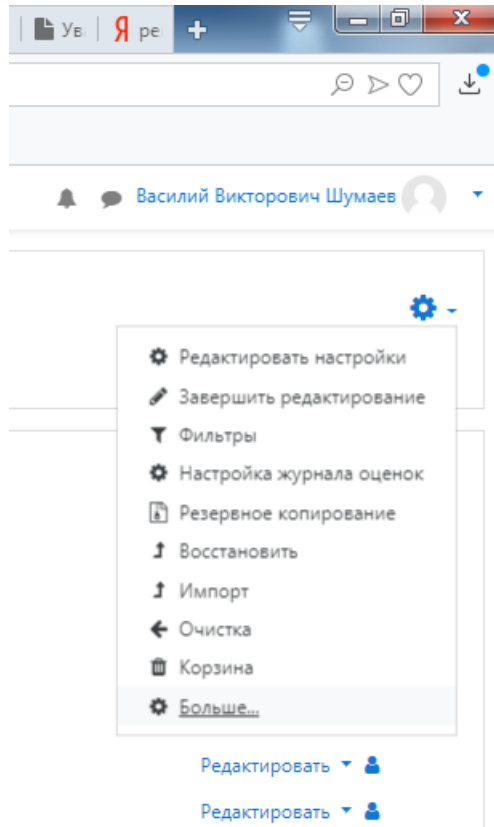 Ув
Я ре
Василий Викторович Шумаев
Редактировать настройки
Завершить редактирование
Фильтры
Настройка журнала оценок
Резервное копирование
Восстановить
Импорт
Очистка
Корзина
Больше...
Редактировать
Редактировать